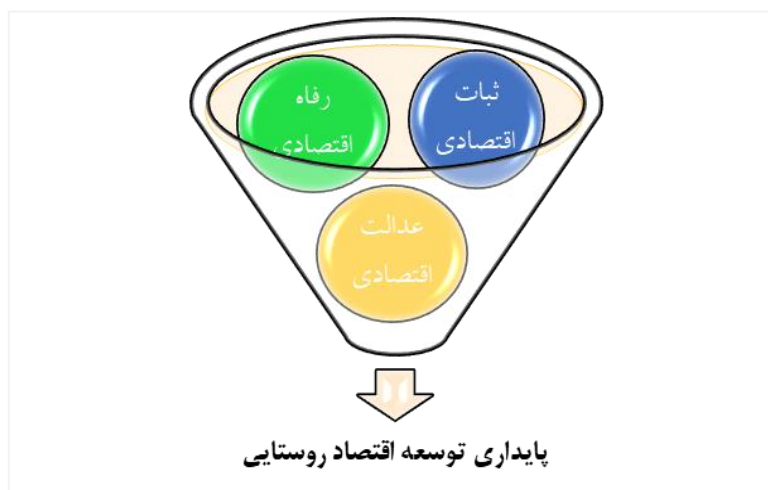 ثبات
اقتصادی
رفاه
اقتصادی
عدالت
اقتصادی
پایداری توسعه اقتصاد روستایی